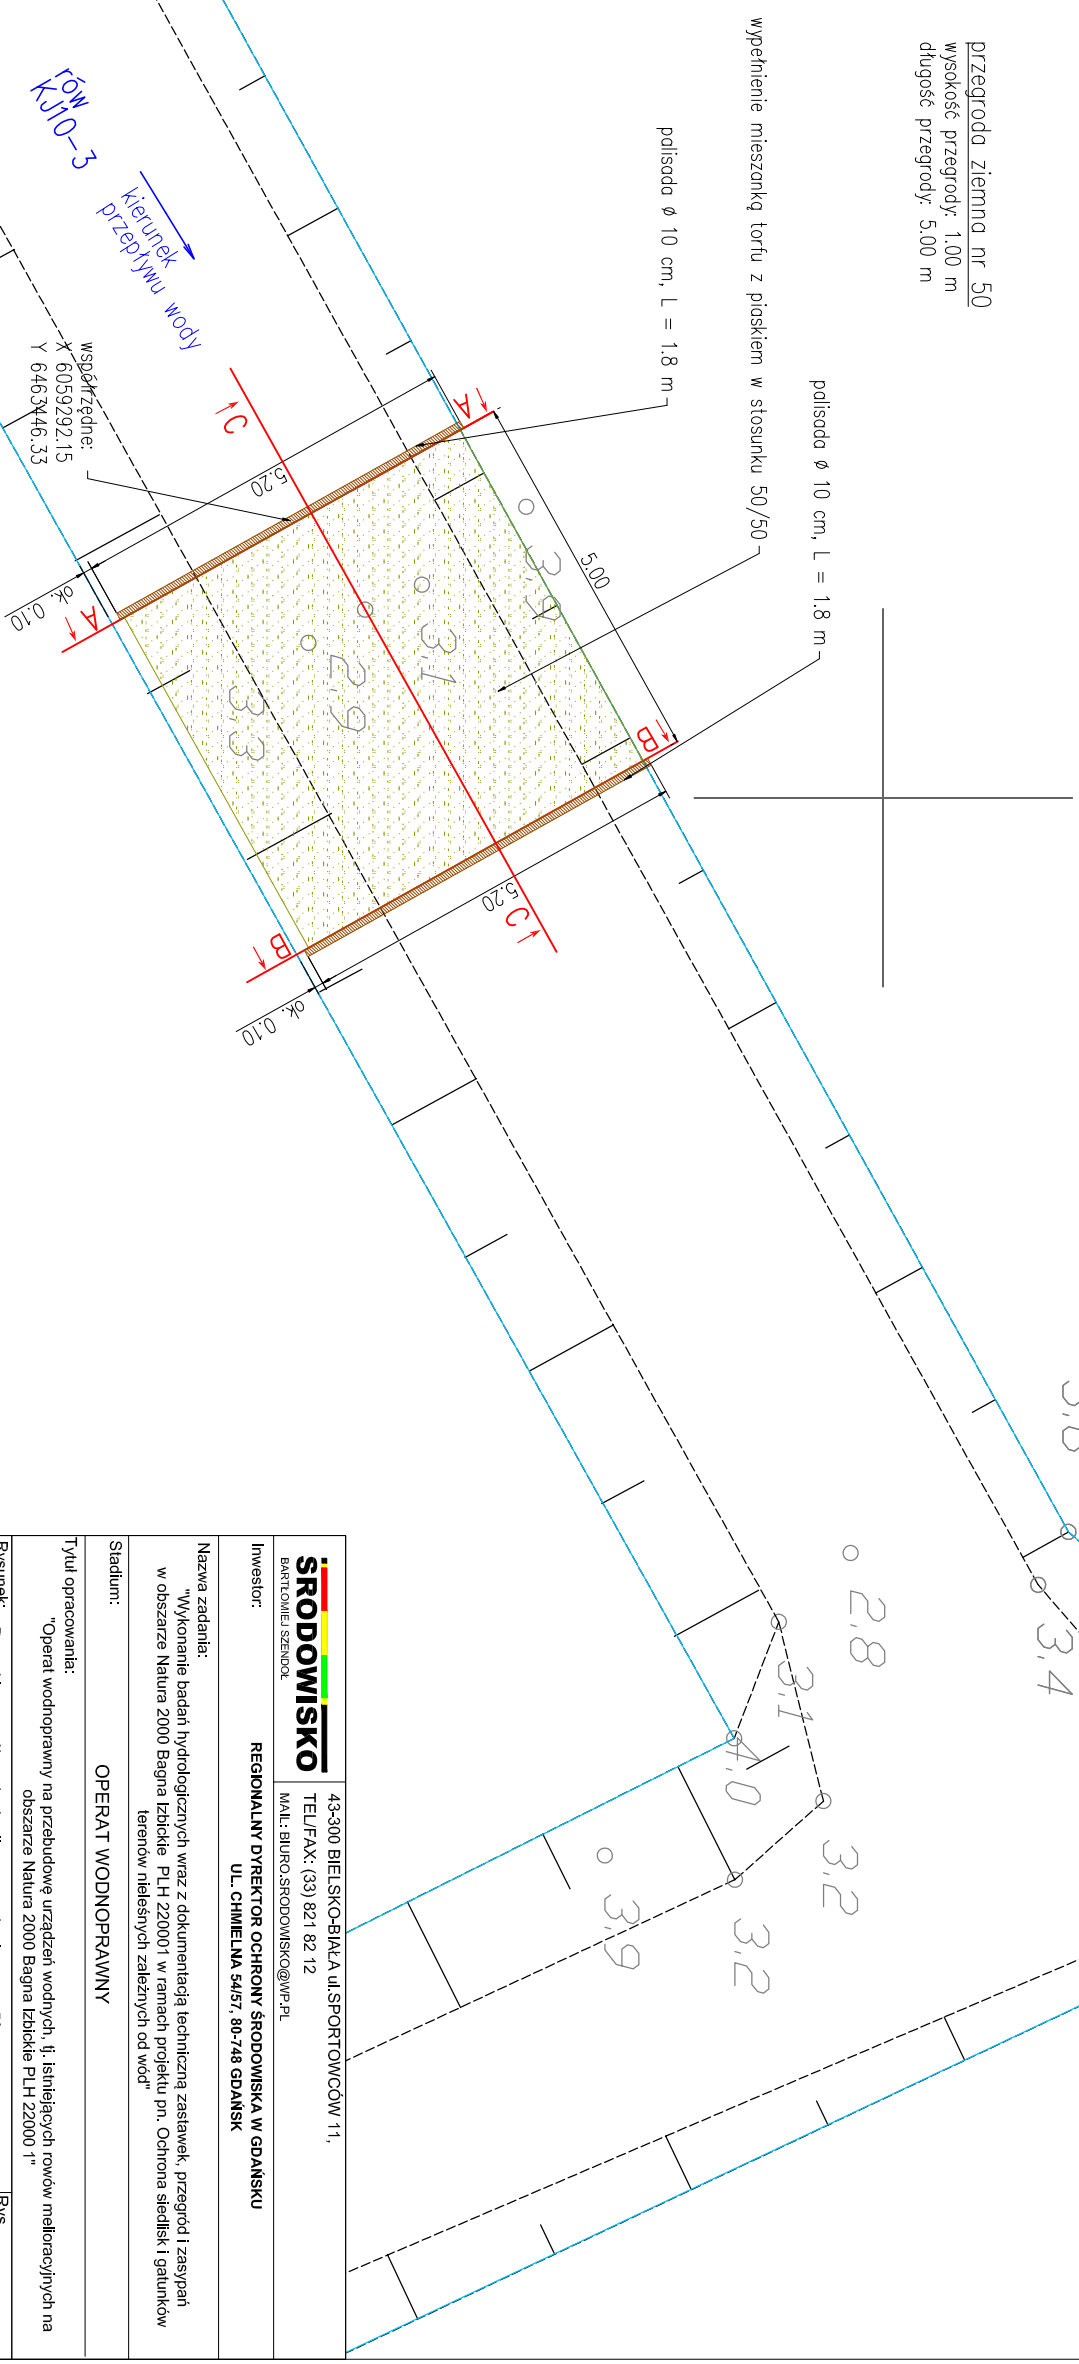 przegroda ziemna nr 50
wysokość przegrody: 1.00 m
długość przegrody: 5.00 m
palisada ø 10 cm, L = 1.8 m
wypełnienie mieszanką torfu z piaskiem w stosunku 50/50
palisada ø 10 cm, L = 1.8 m
rów
KJ10-3
kierunek
przepływu wody
współrzędne:
X 6059292.15
Y 6463446.33
A
A
B
B
C
C
5.20
5.00
5.20
ok. 0.10
ok. 0.10
3,9
3,1
2,9
3,3
2,8
3,4
3,1
4,0
3,2
3,2
3,9
ŚRODOWISKO
BARTŁOMIEJ SZENDOŁ
43-300 BIELSKO-BIAŁA ul.SPORTOWCÓW 11,
TEL/FAX: (33) 821 82 12
MAIL: BIURO.SRODOWISKO@WP.PL
Inwestor:
REGIONALNY DYREKTOR OCHRONY ŚRODOWISKA W GDAŃSKU
UL. CHMIELNA 54/57, 80-748 GDAŃSK
Nazwa zadania:
"Wykonanie badań hydrologicznych wraz z dokumentacją techniczną zastawek, przegród i zasypań
w obszarze Natura 2000 Bagna Izbickie PLH 220001 w ramach projektu pn. Ochrona siedlisk i gatunków
terenów nieleśnych zależnych od wód"
Stadium:
OPERAT WODNOPRAWNY
Tytuł opracowania:
"Operat wodnoprawny na przebudowę urządzeń wodnych, tj. istniejących rowów melioracyjnych na
obszarze Natura 2000 Bagna Izbickie PLH 22000 1"
Rysunek:
Rys.